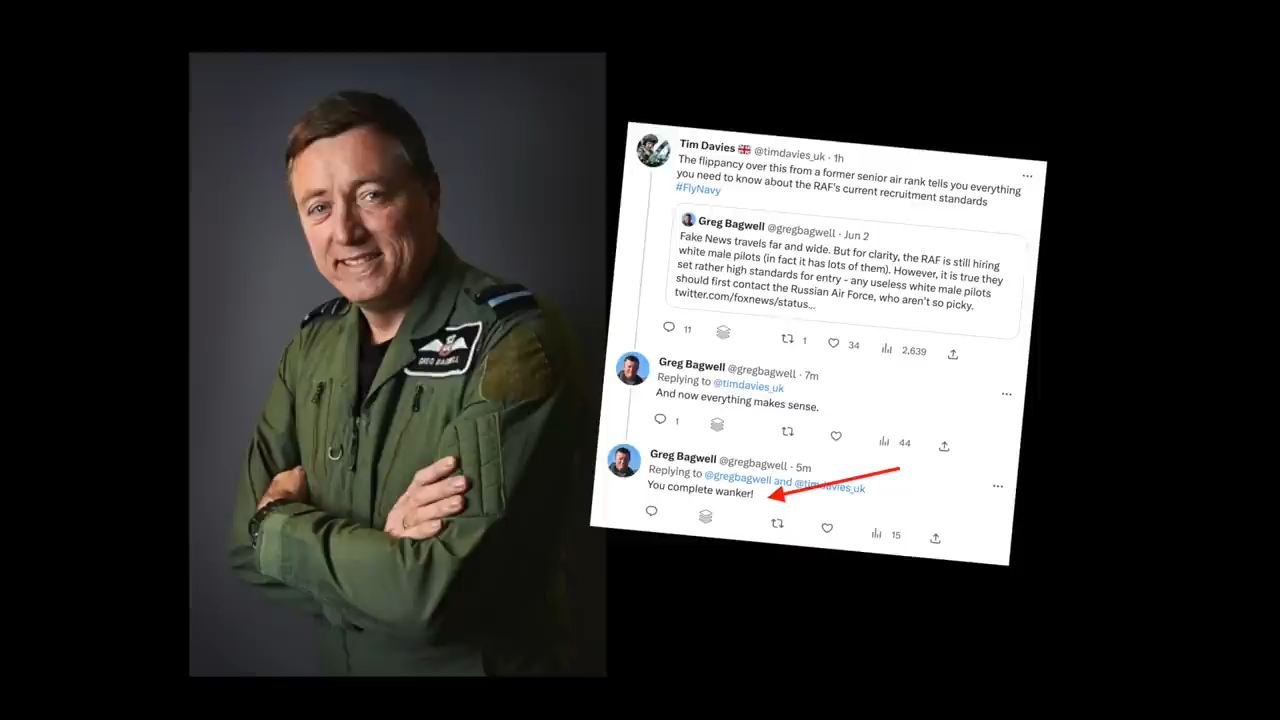 GREG BAGWELL
Tim Davies 🇬🇧 @timdavies_uk · 1h
The flippancy over this from a former senior air rank tells you everything
you need to know about the RAF's current recruitment standards
#FlyNavy
Greg Bagwell @gregbagwell · Jun 2
Fake News travels far and wide. But for clarity, the RAF is still hiring
white male pilots (in fact it has lots of them). However, it is true they
set rather high standards for entry - any useless white male pilots
should first contact the Russian Air Force, who aren't so picky.
twitter.com/foxnews/status...
11 1 34 2,639
Greg Bagwell @gregbagwell · 7m
Replying to @timdavies_uk
And now everything makes sense.
1 44
Greg Bagwell @gregbagwell · 5m
Replying to @gregbagwell and @timdavies_uk
You complete wanker!
15